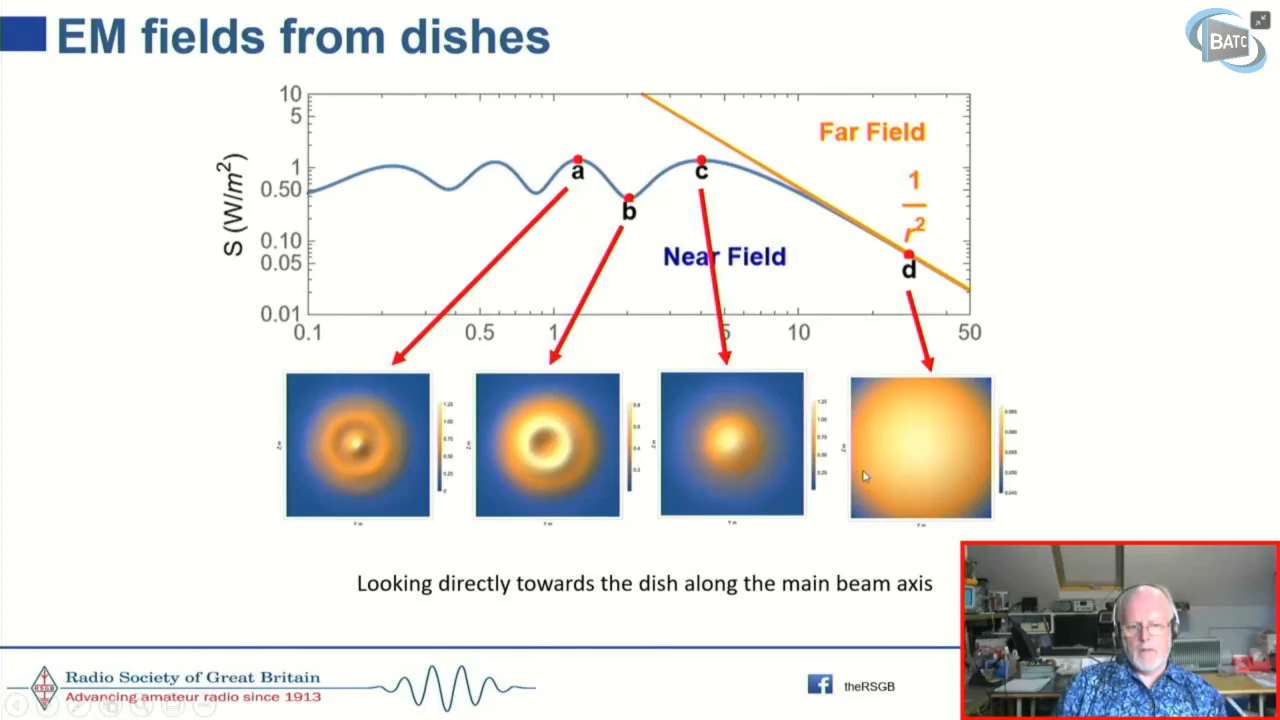 EM fields from dishes
BATC
10
5
1
0.50
0.10
0.05
0.01
S (W/m²)
Far Field
1
r²
Near Field
a
b
c
d
0.1
0.5
1
5
10
50
Looking directly towards the dish along the main beam axis
Radio Society of Great Britain
Advancing amateur radio since 1913
RSGB
theRSGB